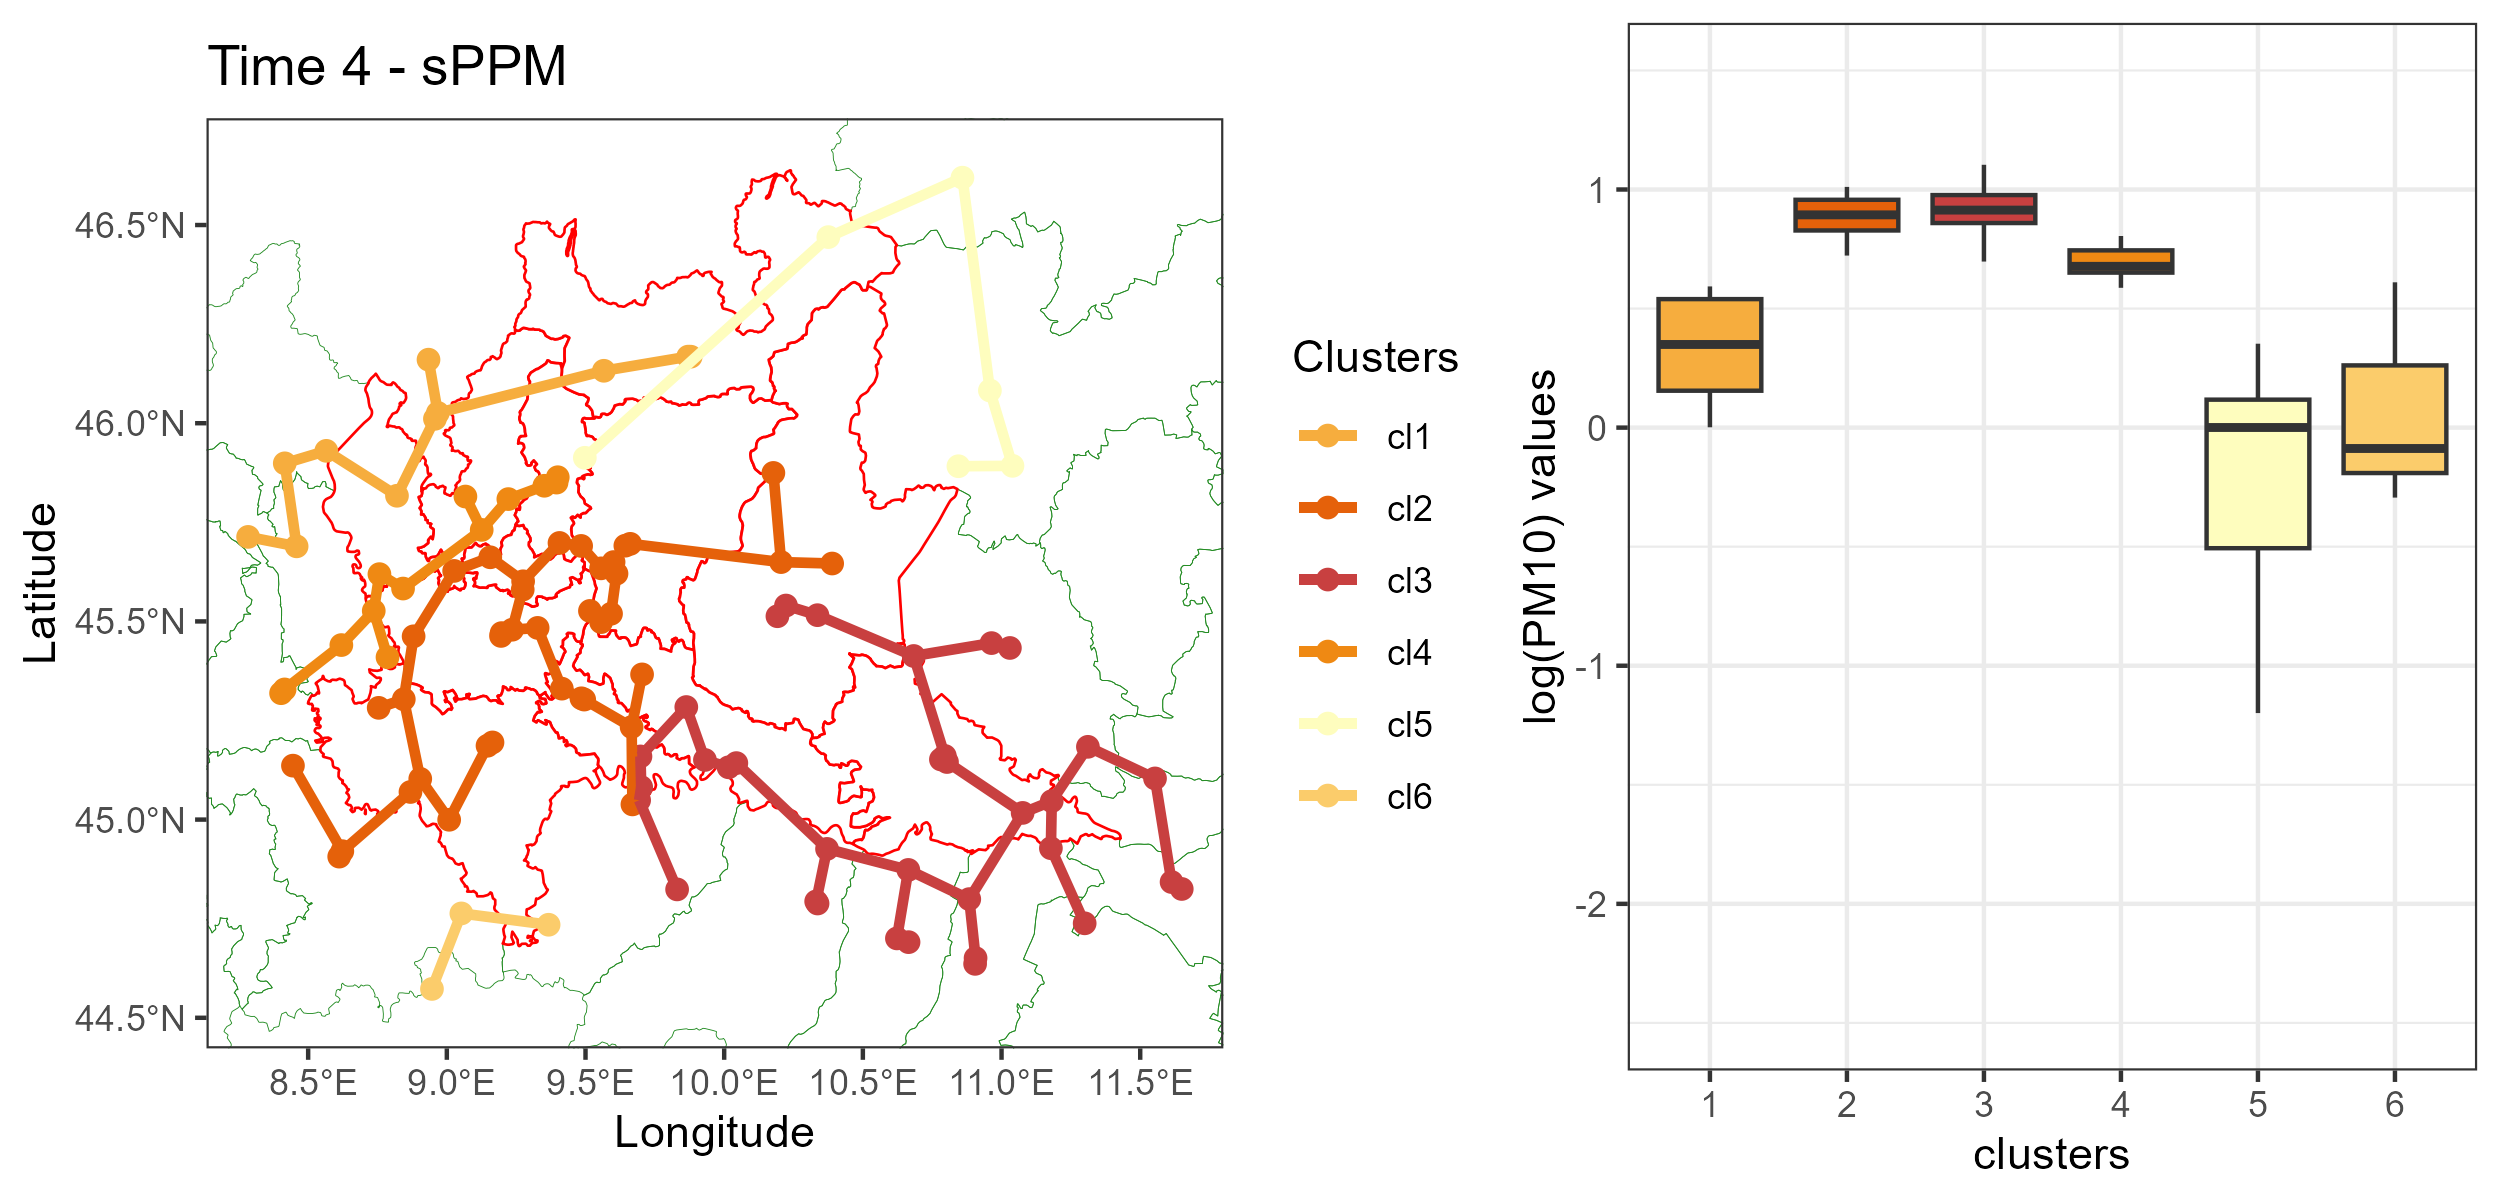 Time 4 - sPPM
46.5°N
46.0°N
45.5°N
45.0°N
44.5°N
Latitude
8.5°E 9.0°E 9.5°E 10.0°E 10.5°E 11.0°E 11.5°E
Longitude
Clusters
cl1
cl2
cl3
cl4
cl5
cl6
1
0
-1
-2
log(PM10) values
1 2 3 4 5 6
clusters